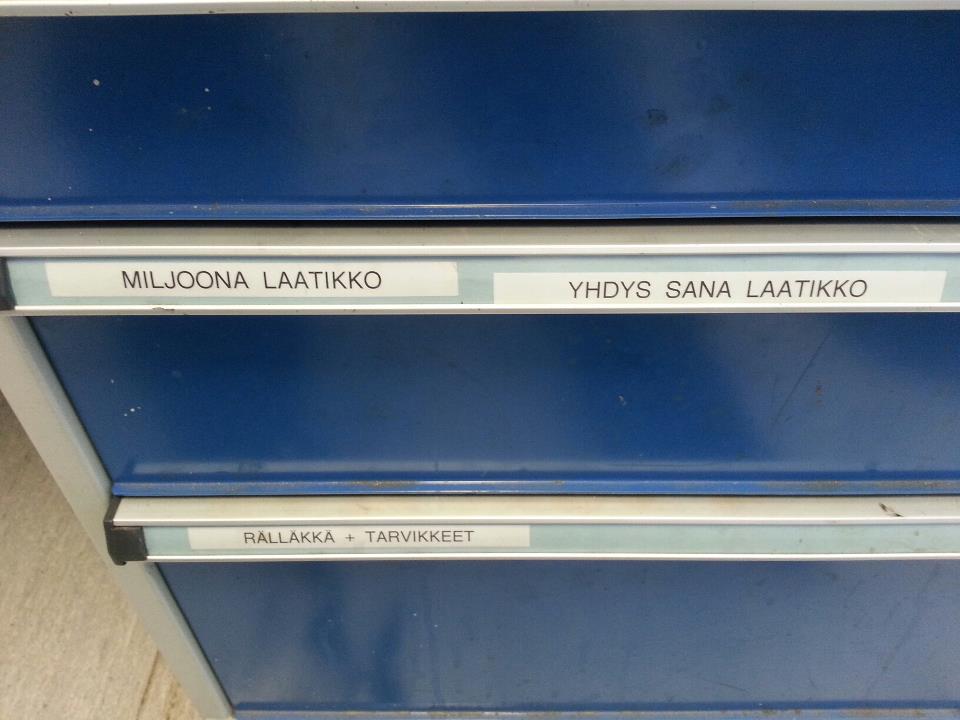 MILJOONA LAATIKKO
YHDYS SANA LAATIKKO
RÄLLÄKKÄ + TARVIKKEET